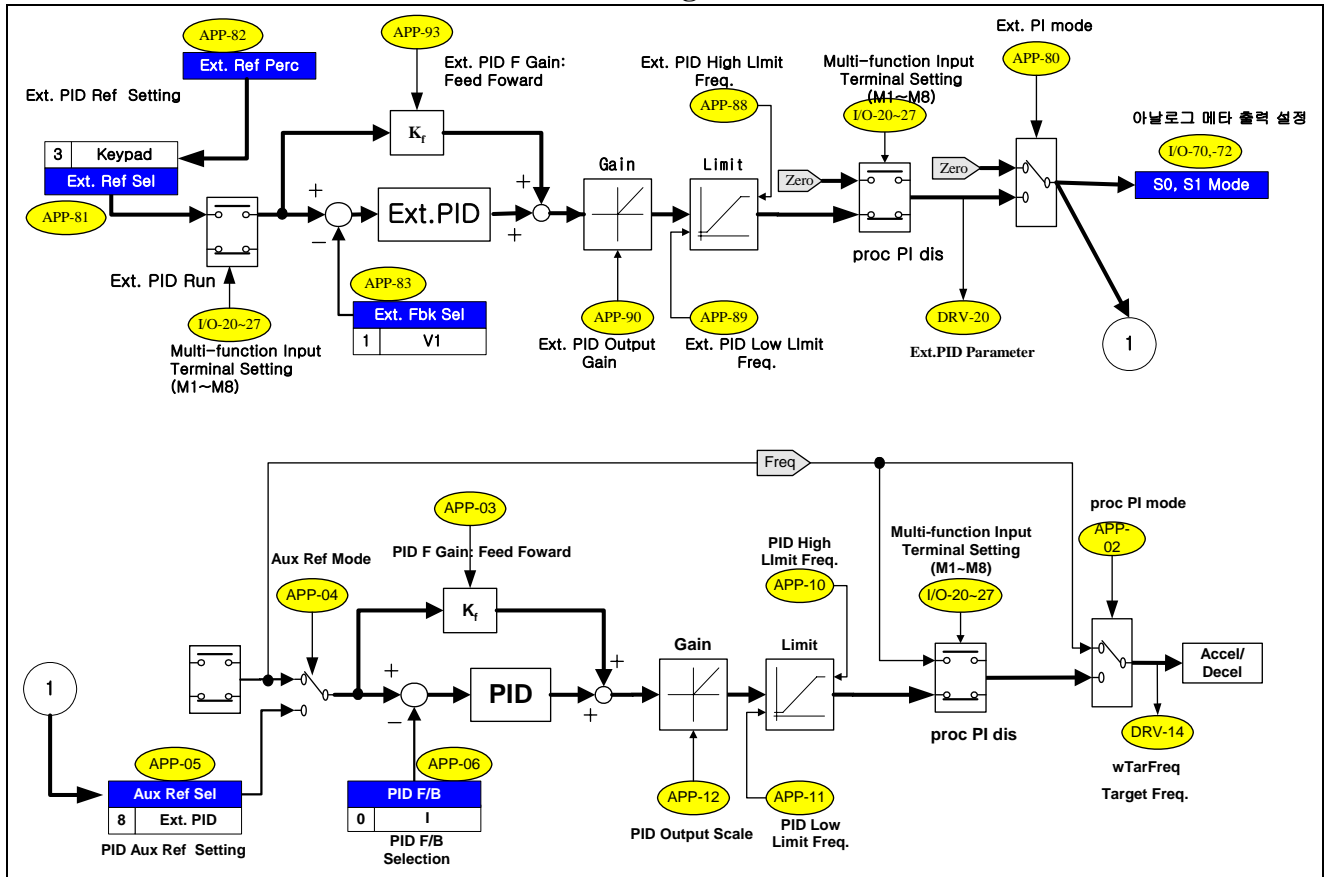 APP-82
Ext. Ref Perc
Ext. PID Ref Setting
3 Keypad
Ext. Ref Sel
APP-81
Ext. PID Run
I/O-20~27
Multi-function Input
Terminal Setting
(M1~M8)
APP-93
Ext. PID F Gain:
Feed Foward
Kf
+
−
Ext.PID
+
+
APP-83
Ext. Fbk Sel
1 V1
Gain
APP-90
Ext. PID Output
Gain
Ext. PID High LImit
Freq.
APP-88
Limit
APP-89
Ext. PID Low LImit
Freq.
Multi-function Input
Terminal Setting
(M1~M8)
I/O-20~27
Zero
proc PI dis
DRV-20
Ext.PID Parameter
Ext. PI mode
APP-80
Zero
아날로그 메타 출력 설정
I/O-70,-72
S0, S1 Mode
1
Freq
1
APP-05
Aux Ref Sel
8 Ext. PID
PID Aux Ref Setting
Aux Ref Mode
APP-04
APP-03
PID F Gain: Feed Foward
Kf
+
−
PID
+
+
APP-06
PID F/B
0 I
PID F/B
Selection
Gain
APP-12
PID Output Scale
PID High
LImit Freq.
APP-10
Limit
APP-11
PID Low
Limit Freq.
Multi-function Input
Terminal Setting
(M1~M8)
I/O-20~27
proc PI dis
proc PI mode
APP-
02
Accel/
Decel
DRV-14
wTarFreq
Target Freq.